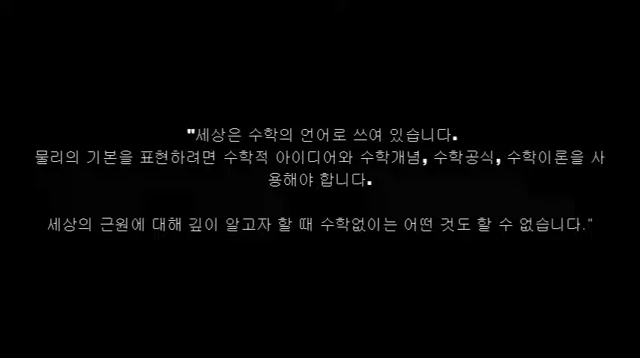 "세상은 수학의 언어로 쓰여 있습니다.
물리의 기본을 표현하려면 수학적 아이디어와 수학개념, 수학공식, 수학이론을 사
용해야 합니다.
세상의 근원에 대해 깊이 알고자 할 때 수학없이는 어떤 것도 할 수 없습니다."